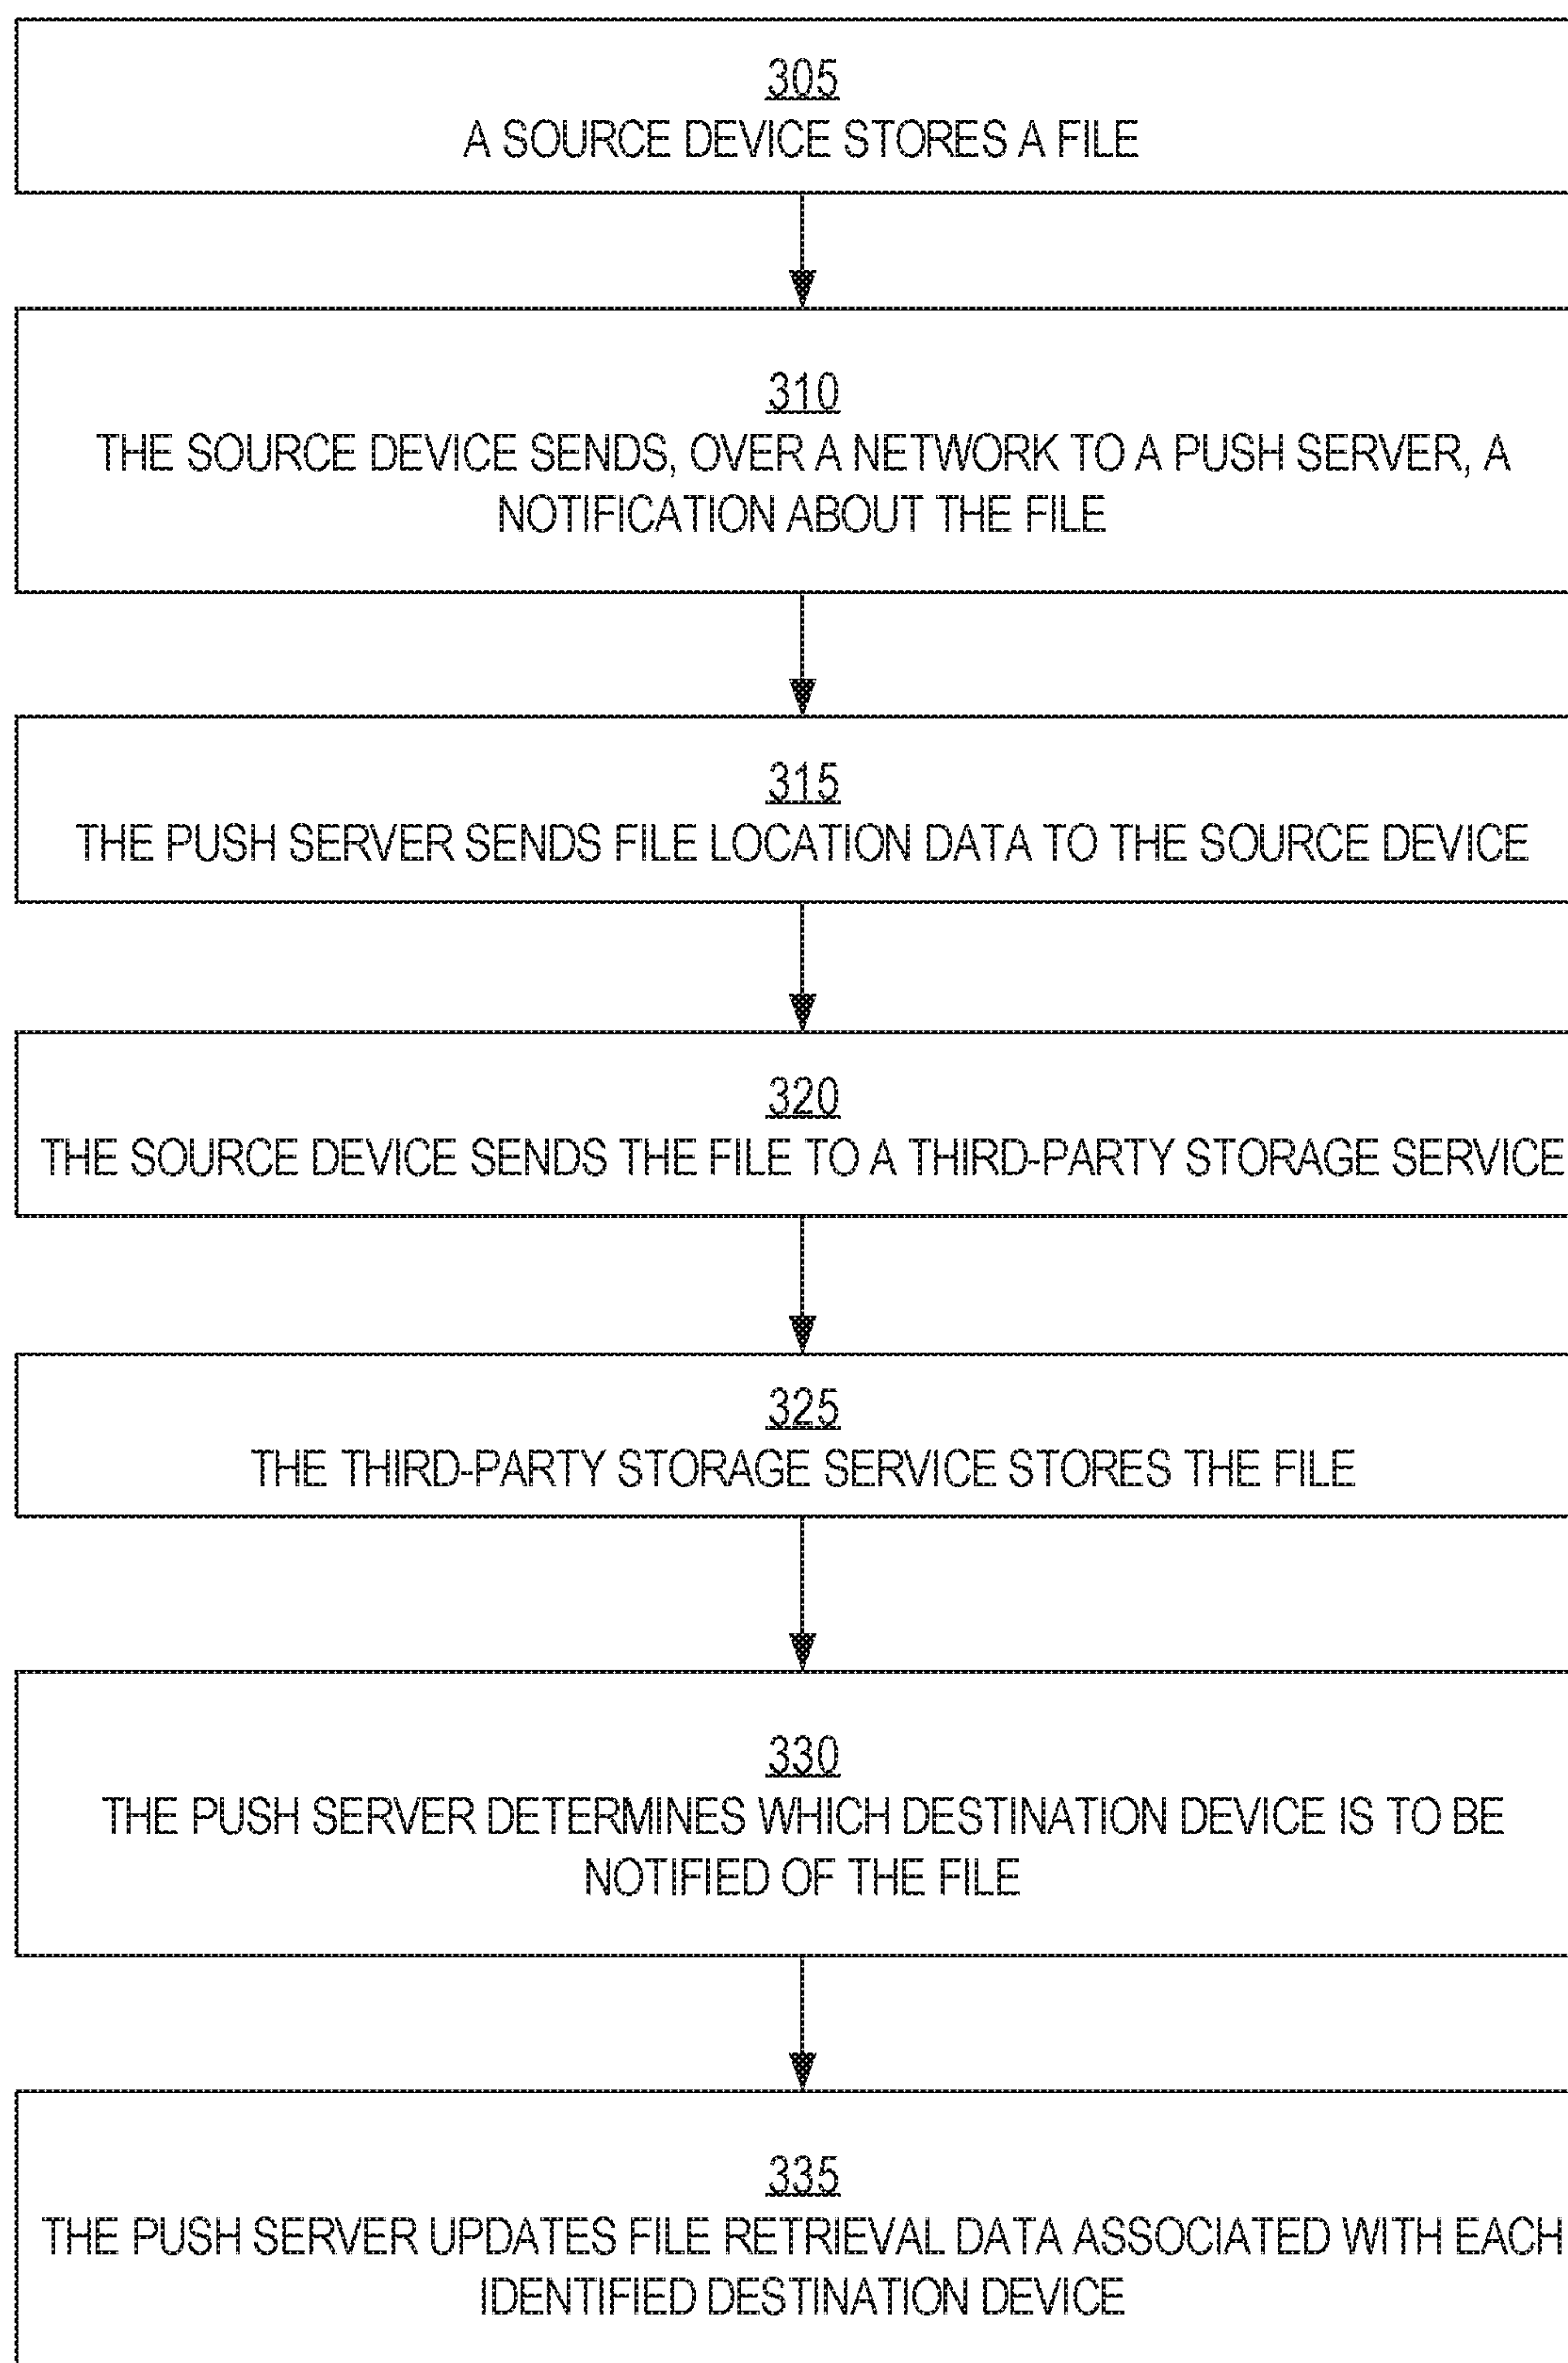 305
A SOURCE DEVICE STORES A FILE
310
THE SOURCE DEVICE SENDS, OVER A NETWORK TO A PUSH SERVER, A
NOTIFICATION ABOUT THE FILE
315
THE PUSH SERVER SENDS FILE LOCATION DATA TO THE SOURCE DEVICE
320
THE SOURCE DEVICE SENDS THE FILE TO A THIRD-PARTY STORAGE SERVICE
325
THE THIRD-PARTY STORAGE SERVICE STORES THE FILE
330
THE PUSH SERVER DETERMINES WHICH DESTINATION DEVICE IS TO BE
NOTIFIED OF THE FILE
335
THE PUSH SERVER UPDATES FILE RETRIEVAL DATA ASSOCIATED WITH EACH
IDENTIFIED DESTINATION DEVICE